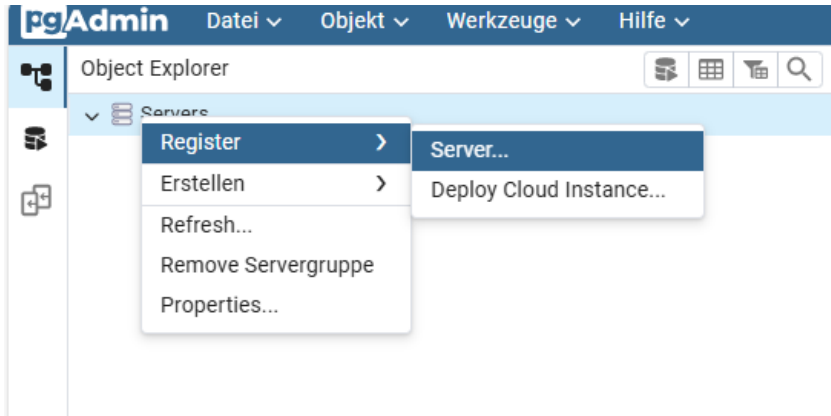 pgAdmin Datei Objekt Werkzeuge Hilfe
Object Explorer
Servers
Register
Server...
Erstellen
Deploy Cloud Instance...
Refresh...
Remove Servergruppe
Properties...